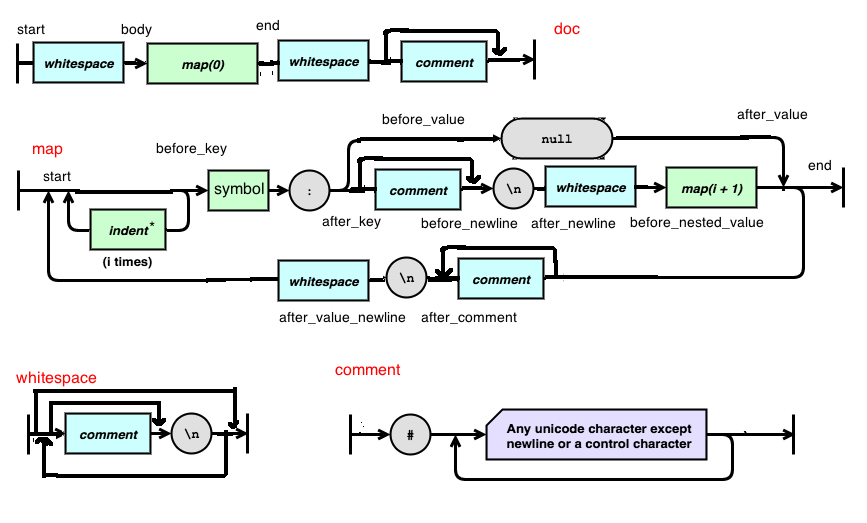 start
body
end
doc
whitespace
map(0)
whitespace
comment
map
before_key
before_value
after_value
null
start
end
symbol
:
comment
\n
whitespace
map(i + 1)
indent*
after_key
before_newline
after_newline
before_nested_value
(i times)
whitespace
\n
comment
after_value_newline
after_comment
whitespace
comment
comment
\n
#
Any unicode character except
newline or a control character